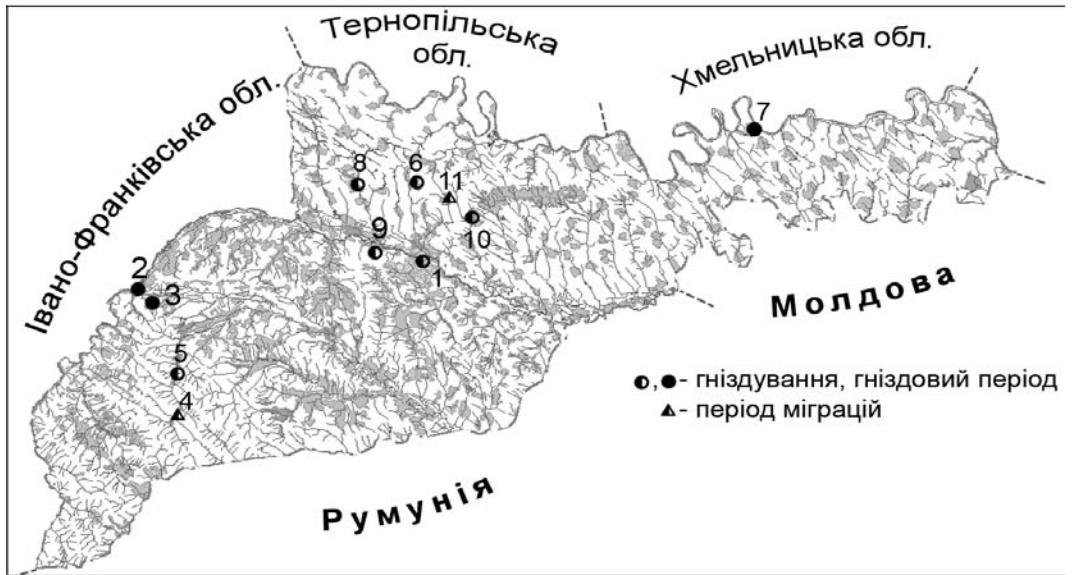 Тернопільська
обл.
Хмельницька обл.
Івано-Франківська обл.
7
8
6
11
10
9
1
2
3
5
4
Молдова
◐,●- гніздування, гніздовий період
▲- період міграцій
Румунія